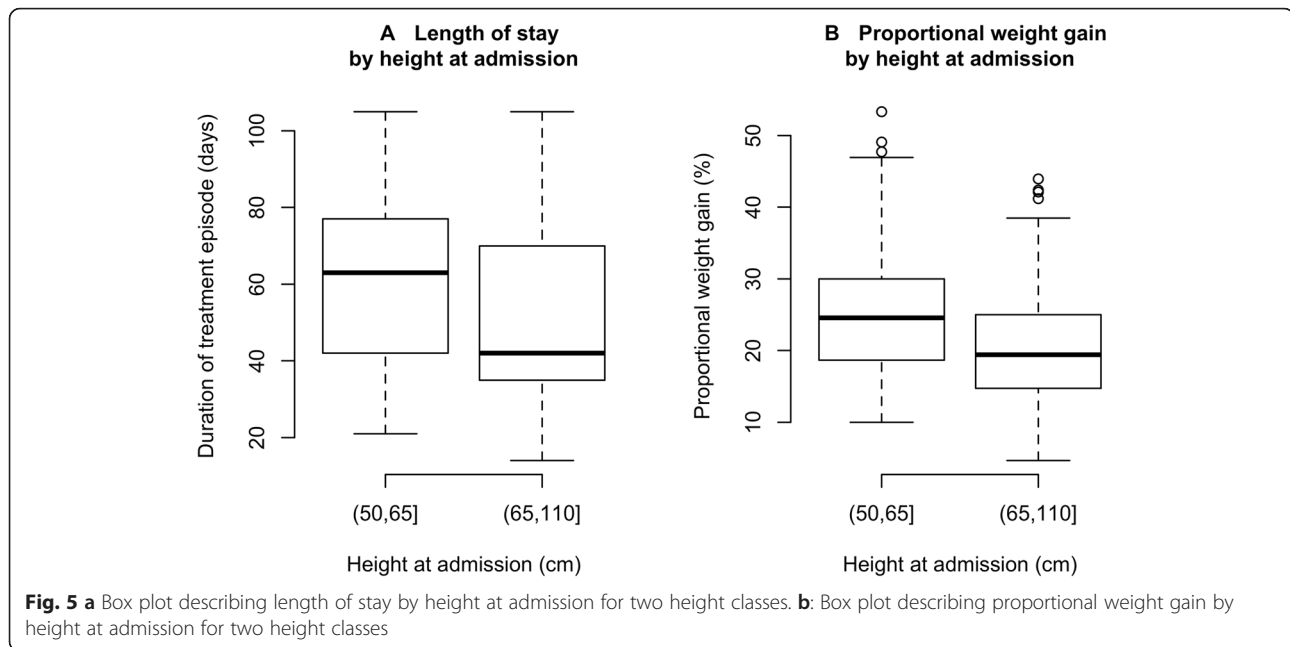 A Length of stay
by height at admission
Duration of treatment episode (days)
100
80
60
40
20
(50,65] (65,110]
Height at admission (cm)
B Proportional weight gain
by height at admission
Proportional weight gain (%)
50
40
30
20
10
(50,65] (65,110]
Height at admission (cm)
Fig. 5 a Box plot describing length of stay by height at admission for two height classes. b: Box plot describing proportional weight gain by
height at admission for two height classes